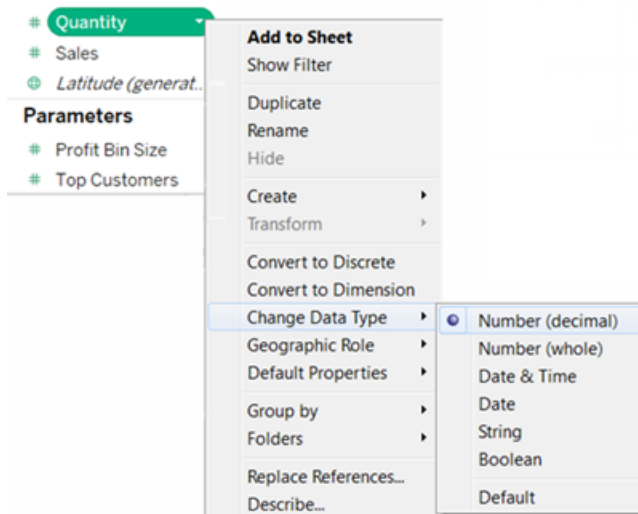 Quantity
Sales
Latitude (generat..
Parameters
Profit Bin Size
Top Customers
Add to Sheet
Show Filter
Duplicate
Rename
Hide
Create
Transform
Convert to Discrete
Convert to Dimension
Change Data Type
Geographic Role
Default Properties
Group by
Folders
Replace References...
Describe...
Number (decimal)
Number (whole)
Date & Time
Date
String
Boolean
Default